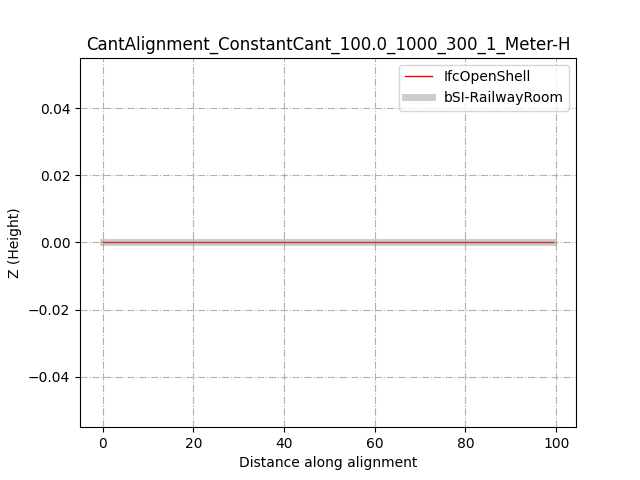 CantAlignment_ConstantCant_100.0_1000_300_1_Meter-H
IfcOpenShell
bSI-RailwayRoom
0.04
0.02
0.00
−0.02
−0.04
Z (Height)
0 20 40 60 80 100
Distance along alignment